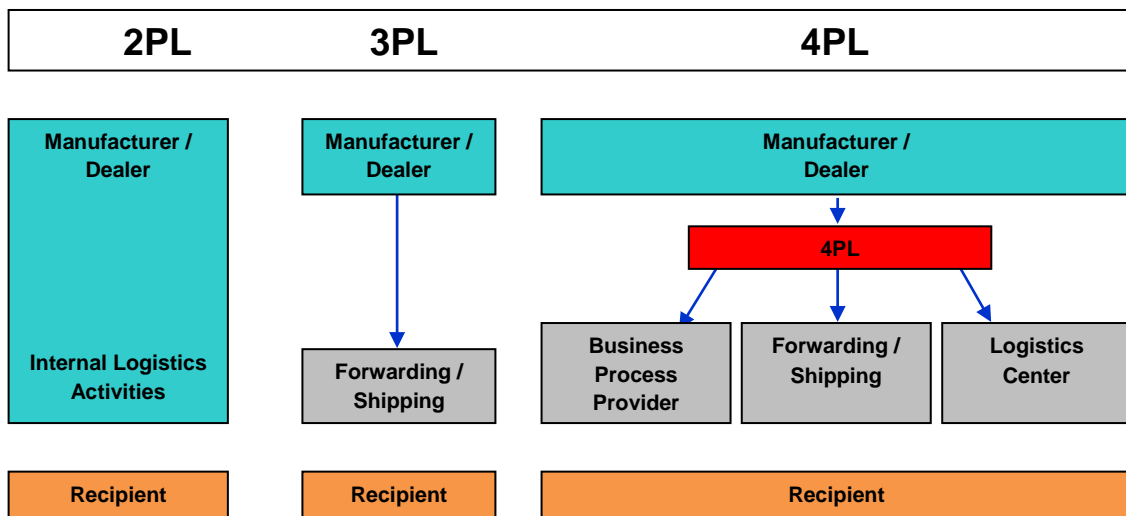 2PL 3PL 4PL
Manufacturer /
Dealer
Internal Logistics
Activities
Recipient
Manufacturer /
Dealer
Forwarding /
Shipping
Recipient
Manufacturer /
Dealer
4PL
Business
Process
Provider
Forwarding /
Shipping
Logistics
Center
Recipient